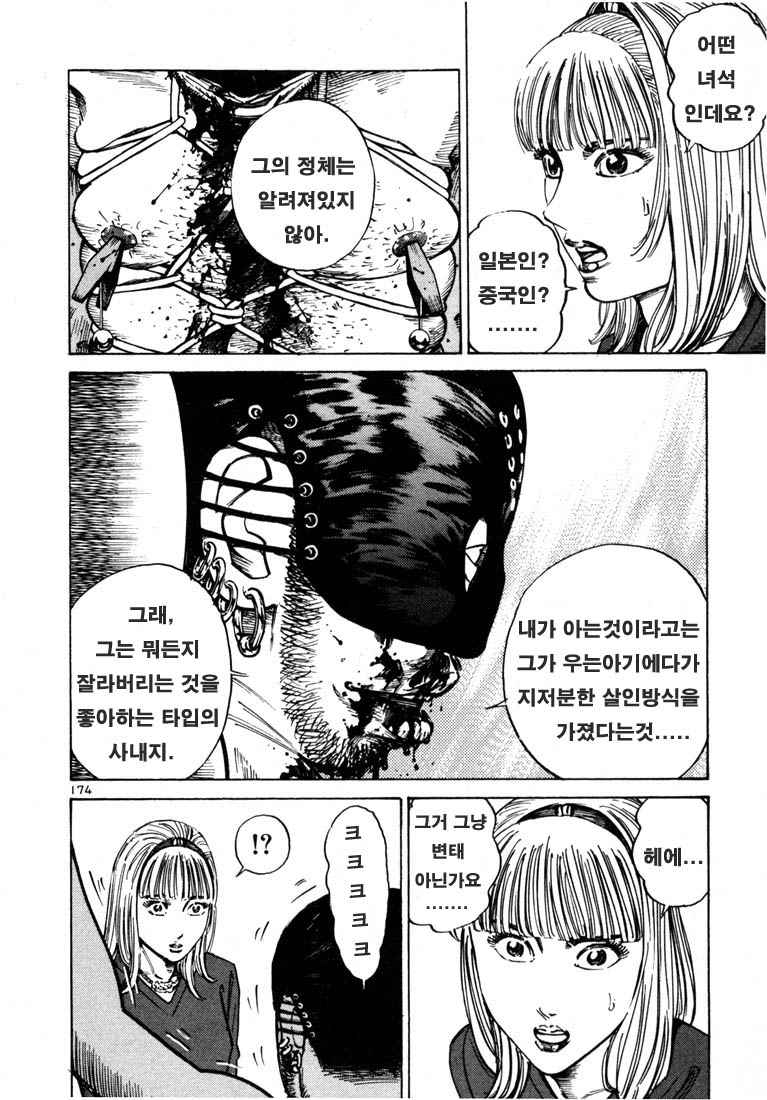 어떤
녀석
인데요?
일본인?
중국인?
.......
그의 정체는
알려져있지
않아.
내가 아는것이라고는
그가 우는아기에다가
지저분한 살인방식을
가졌다는것.....
그래,
그는 뭐든지
잘라버리는 것을
좋아하는 타입의
사내지.
174
헤에...
그거 그냥
변태
아닌가요
.......
크
크
크
크
크
!?